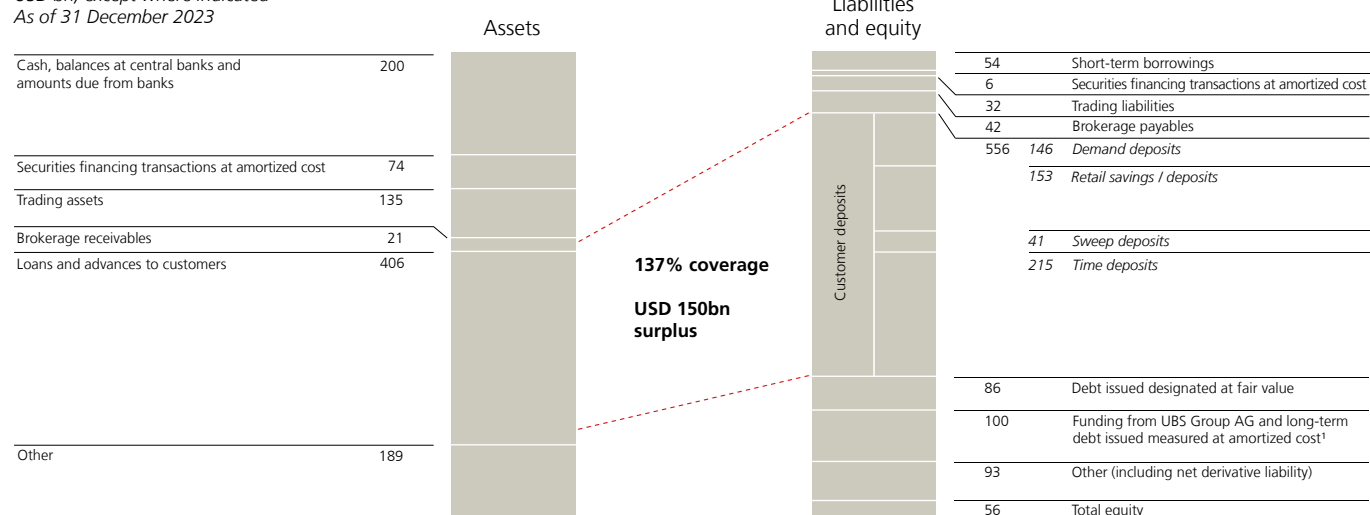 As of 31 December 2023
Assets
Liabilities
and equity
Cash, balances at central banks and
amounts due from banks
200
Securities financing transactions at amortized cost 74
Trading assets 135
Brokerage receivables 21
Loans and advances to customers 406
Other 189
137% coverage
USD 150bn
surplus
Customer deposits
54 Short-term borrowings
6 Securities financing transactions at amortized cost
32 Trading liabilities
42 Brokerage payables
556 146 Demand deposits
153 Retail savings / deposits
41 Sweep deposits
215 Time deposits
86 Debt issued designated at fair value
100 Funding from UBS Group AG and long-term
debt issued measured at amortized cost¹
93 Other (including net derivative liability)
56 Total equity